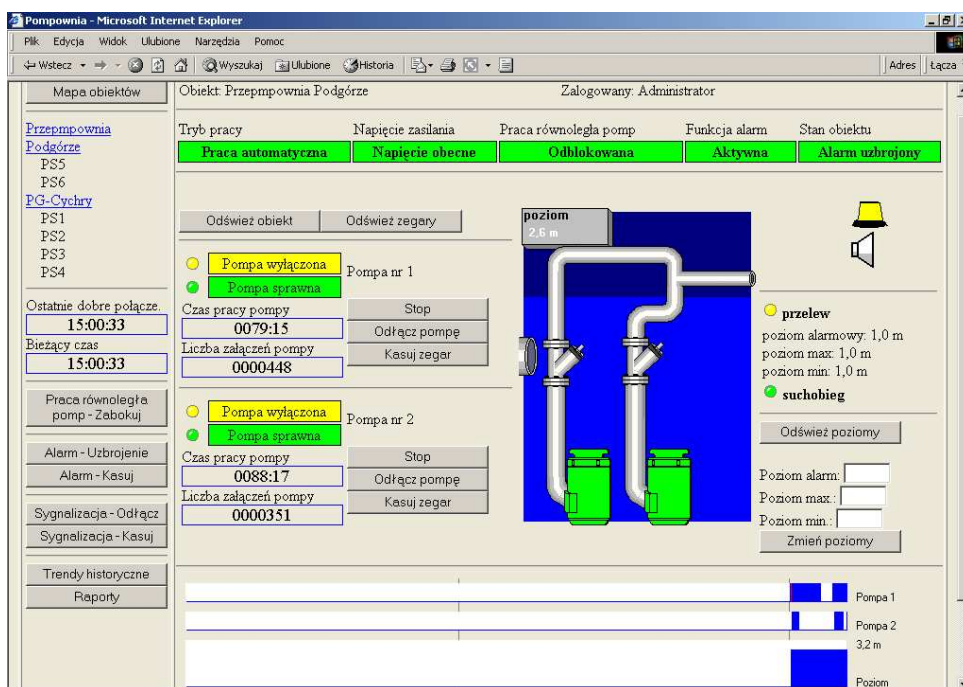 Pompownia - Microsoft Internet Explorer
Plik Edycja Widok Ulubione Narzędzia Pomoc
Wstecz Wyszukaj Ulubione Historia Adres Łącza
Mapa obiektów
Obiekt: Przepmpownia Podgórze Zalogowany: Administrator
Przepmpownia
Podgórze
PS5
PS6
PG-Cychry
PS1
PS2
PS3
PS4
Ostatnie dobre połącze.
15:00:33
Bieżący czas
15:00:33
Praca równoległa
pomp - Zabokuj
Alarm - Uzbrojenie
Alarm - Kasuj
Sygnalizacja - Odłącz
Sygnalizacja - Kasuj
Trendy historyczne
Raporty
Tryb pracy Napięcie zasilania Praca równoległa pomp Funkcja alarm Stan obiektu
Praca automatyczna Napięcie obecne Odblokowana Aktywna Alarm uzbrojony
Odśwież obiekt Odśwież zegary
Pompa wyłączona
Pompa nr 1
Pompa sprawna
Czas pracy pompy Stop
0079:15 Odłącz pompę
Liczba załączeń pompy Kasuj zegar
0000448
Pompa wyłączona
Pompa nr 2
Pompa sprawna
Czas pracy pompy Stop
0088:17 Odłącz pompę
Liczba załączeń pompy Kasuj zegar
0000351
poziom
2,6 m
przelew
poziom alarmowy: 1,0 m
poziom max: 1,0 m
poziom min: 1,0 m
suchobieg
Odśwież poziomy
Poziom alarm:
Poziom max.:
Poziom min.:
Zmień poziomy
Pompa 1
Pompa 2
3,2 m
Poziom